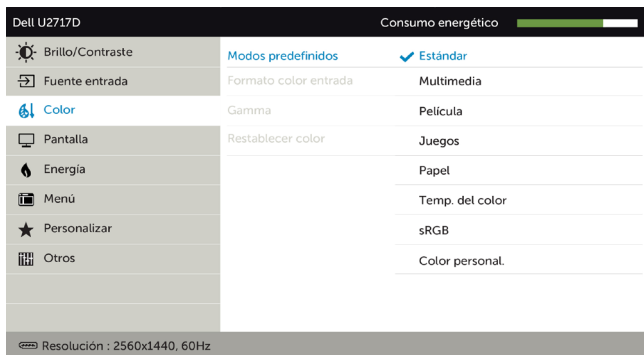 Dell U2717D Consumo energético
Brillo/Contraste Modos predefinidos Estándar
Fuente entrada Formato color entrada Multimedia
Color Gamma Película
Pantalla Restablecer color Juegos
Energía Papel
Menú Temp. del color
Personalizar sRGB
Otros Color personal.
Resolución : 2560x1440, 60Hz